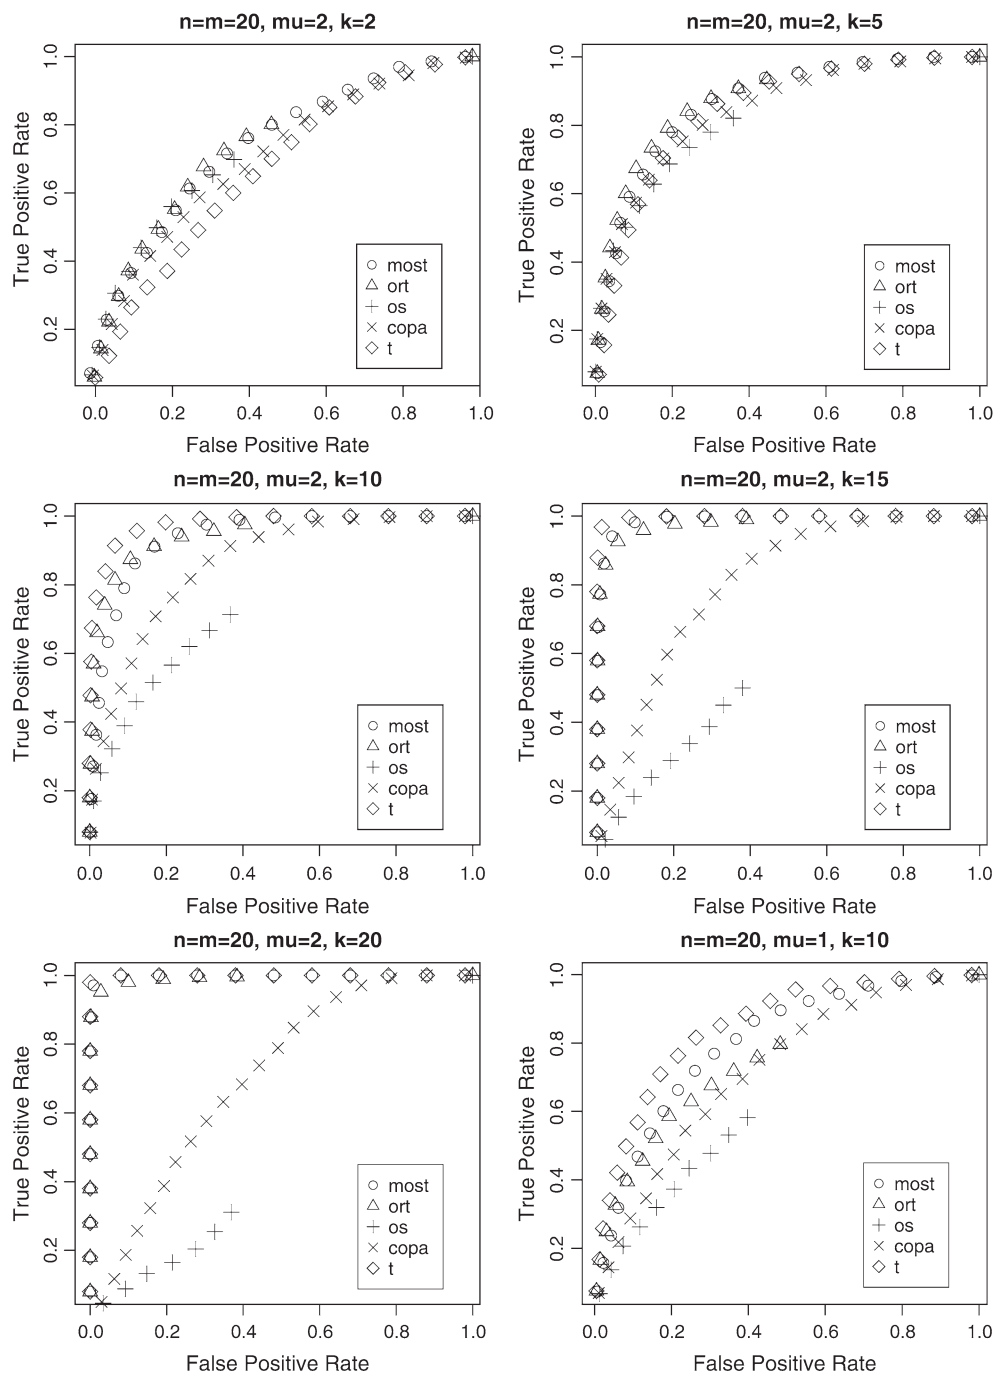 n=m=20, mu=2, k=2
True Positive Rate
0.2 0.4 0.6 0.8 1.0
most
ort
os
copa
t
0.0 0.2 0.4 0.6 0.8 1.0
False Positive Rate
n=m=20, mu=2, k=5
True Positive Rate
0.2 0.4 0.6 0.8 1.0
most
ort
os
copa
t
0.0 0.2 0.4 0.6 0.8 1.0
False Positive Rate
n=m=20, mu=2, k=10
True Positive Rate
0.2 0.4 0.6 0.8 1.0
most
ort
os
copa
t
0.0 0.2 0.4 0.6 0.8 1.0
False Positive Rate
n=m=20, mu=2, k=15
True Positive Rate
0.2 0.4 0.6 0.8 1.0
most
ort
os
copa
t
0.0 0.2 0.4 0.6 0.8 1.0
False Positive Rate
n=m=20, mu=2, k=20
True Positive Rate
0.2 0.4 0.6 0.8 1.0
most
ort
os
copa
t
0.0 0.2 0.4 0.6 0.8 1.0
False Positive Rate
n=m=20, mu=1, k=10
True Positive Rate
0.2 0.4 0.6 0.8 1.0
most
ort
os
copa
t
0.0 0.2 0.4 0.6 0.8 1.0
False Positive Rate